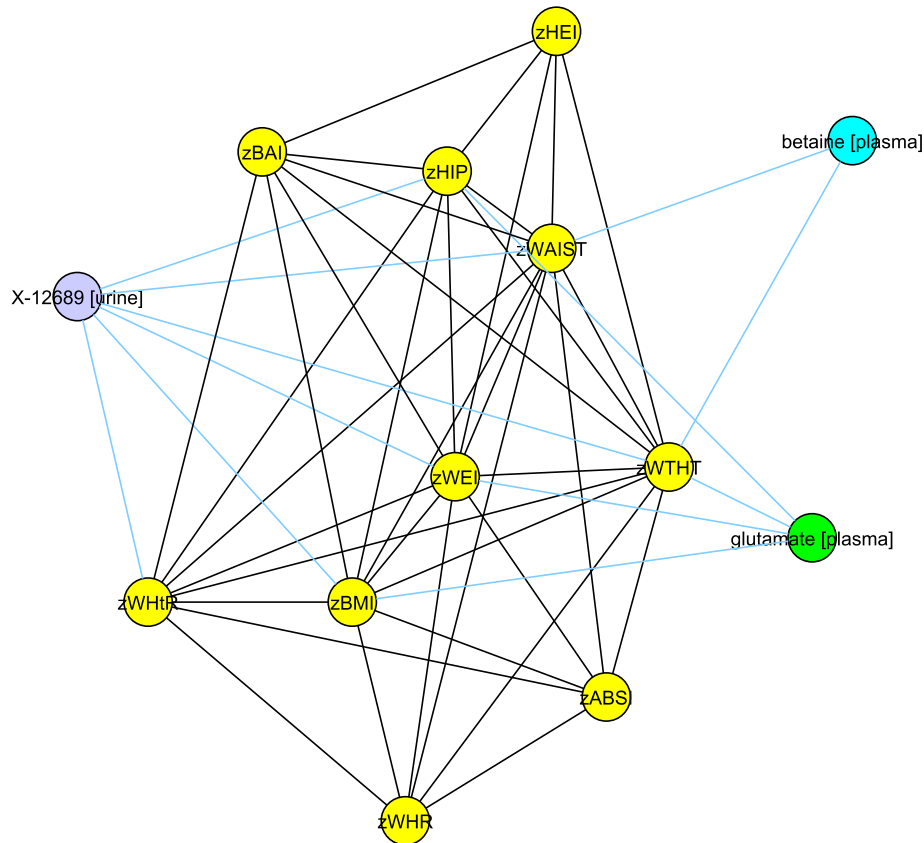 zHEI
betaine [plasma]
zBAI
zHIP
zWAIST
X-12689 [urine]
zWEI
zWTHT
glutamate [plasma]
zWHtR
zBMI
zABSI
zWHR